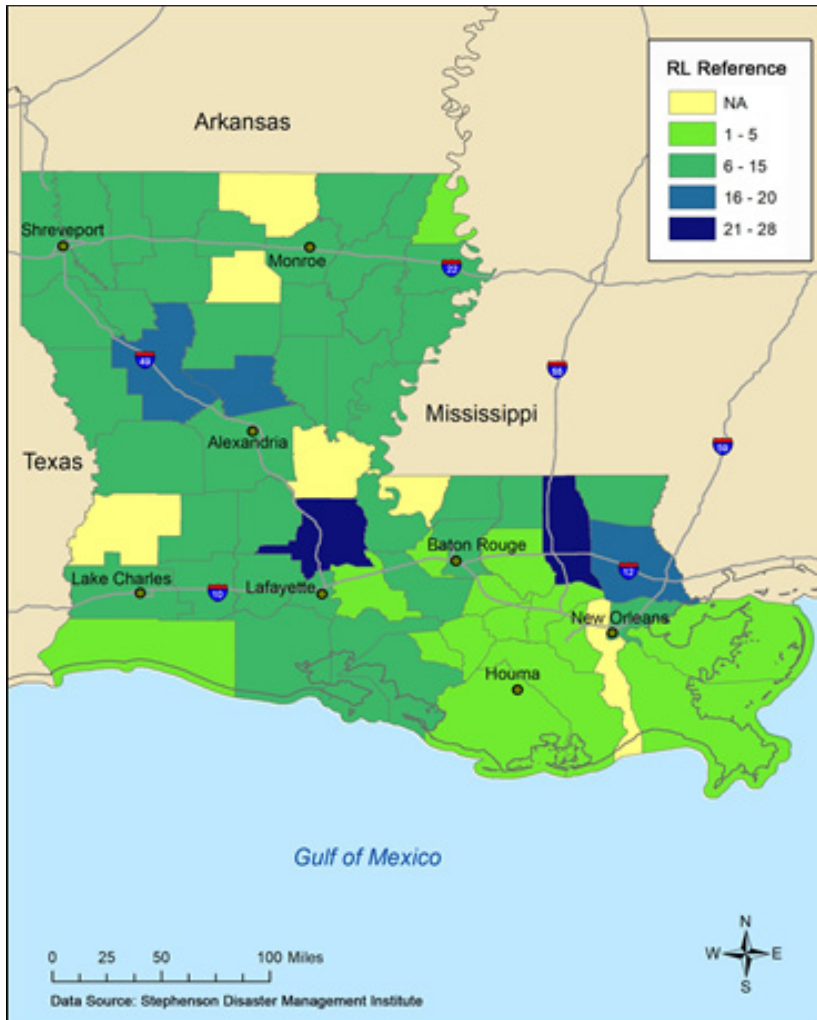 RL Reference
NA
1 - 5
6 - 15
16 - 20
21 - 28
Arkansas
Shreveport
Monroe
22
49
55
Mississippi
Alexandria
59
Texas
Baton Rouge
12
Lake Charles
10
Lafayette
New Orleans
Houma
Gulf of Mexico
N
W E
S
0 25 50 100 Miles
Data Source: Stephenson Disaster Management Institute